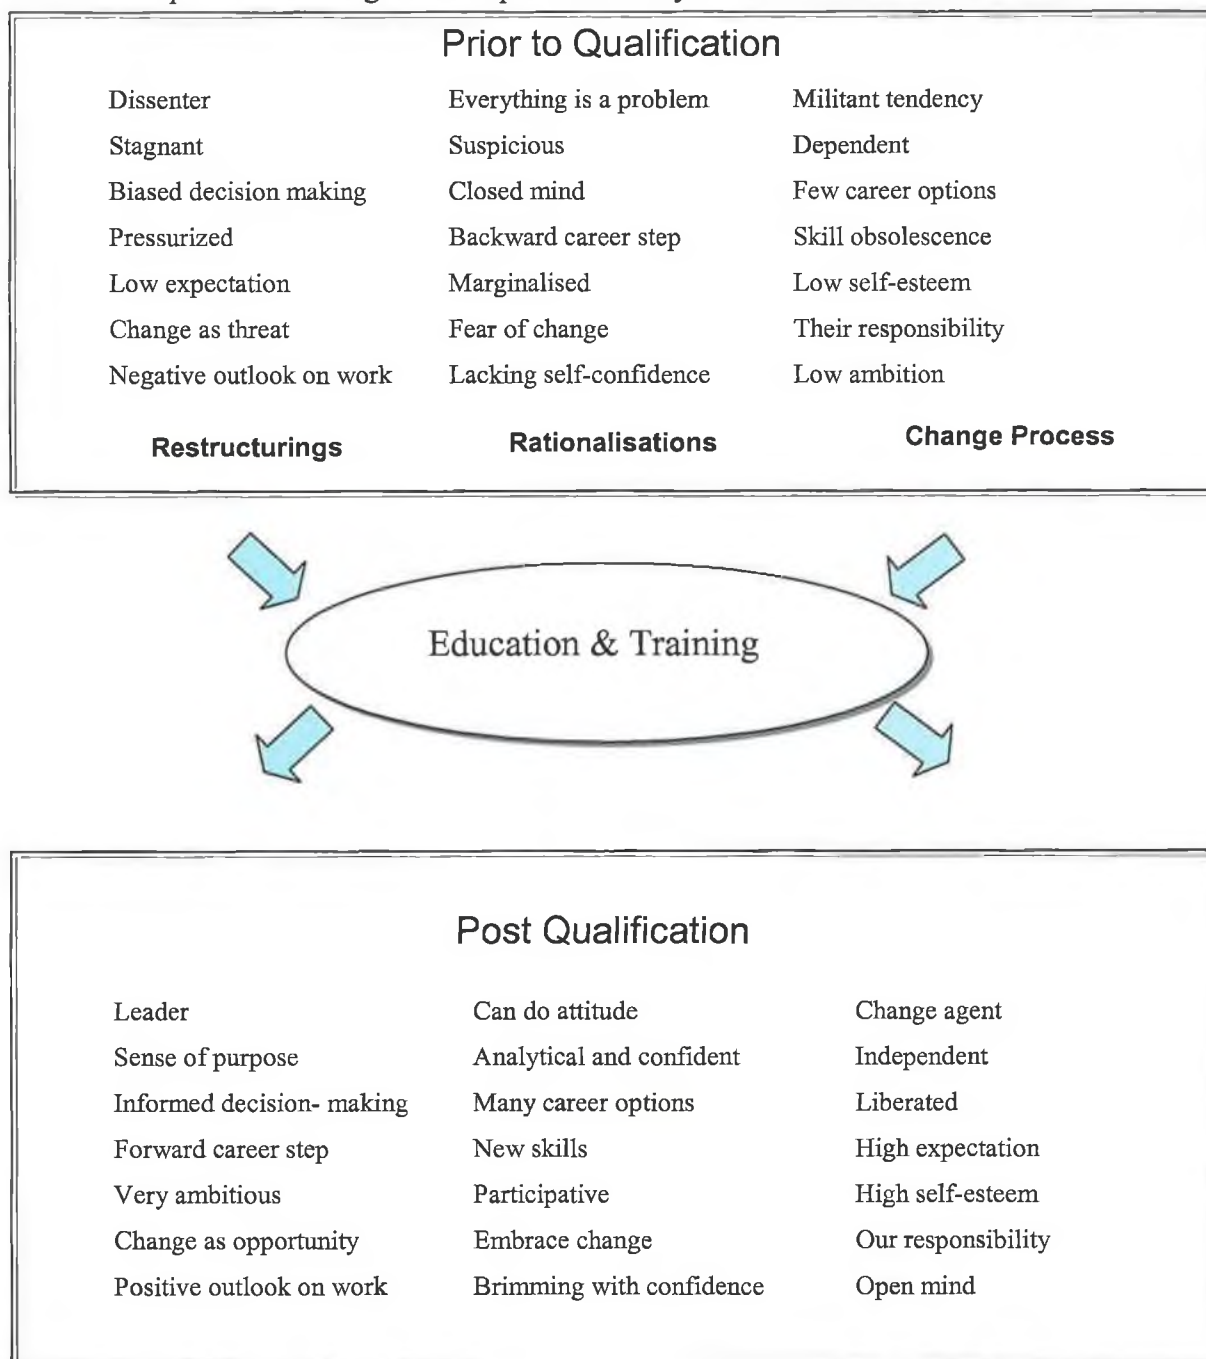 Prior to Qualification
Dissenter Everything is a problem Militant tendency
Stagnant Suspicious Dependent
Biased decision making Closed mind Few career options
Pressurized Backward career step Skill obsolescence
Low expectation Marginalised Low self-esteem
Change as threat Fear of change Their responsibility
Negative outlook on work Lacking self-confidence Low ambition
Restructurings Rationalisations Change Process
Education & Training
Post Qualification
Leader Can do attitude Change agent
Sense of purpose Analytical and confident Independent
Informed decision- making Many career options Liberated
Forward career step New skills High expectation
Very ambitious Participative High self-esteem
Change as opportunity Embrace change Our responsibility
Positive outlook on work Brimming with confidence Open mind